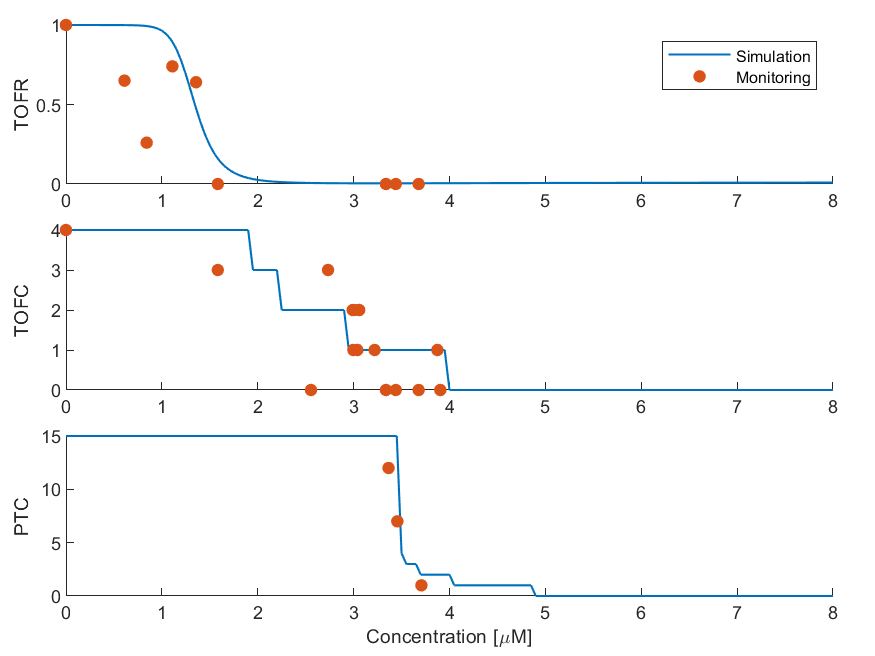 1
0.5
0
TOFR
0 1 2 3 4 5 6 7 8
Simulation
Monitoring
4
3
2
1
0
TOFC
0 1 2 3 4 5 6 7 8
15
10
5
0
PTC
0 1 2 3 4 5 6 7 8
Concentration [μM]